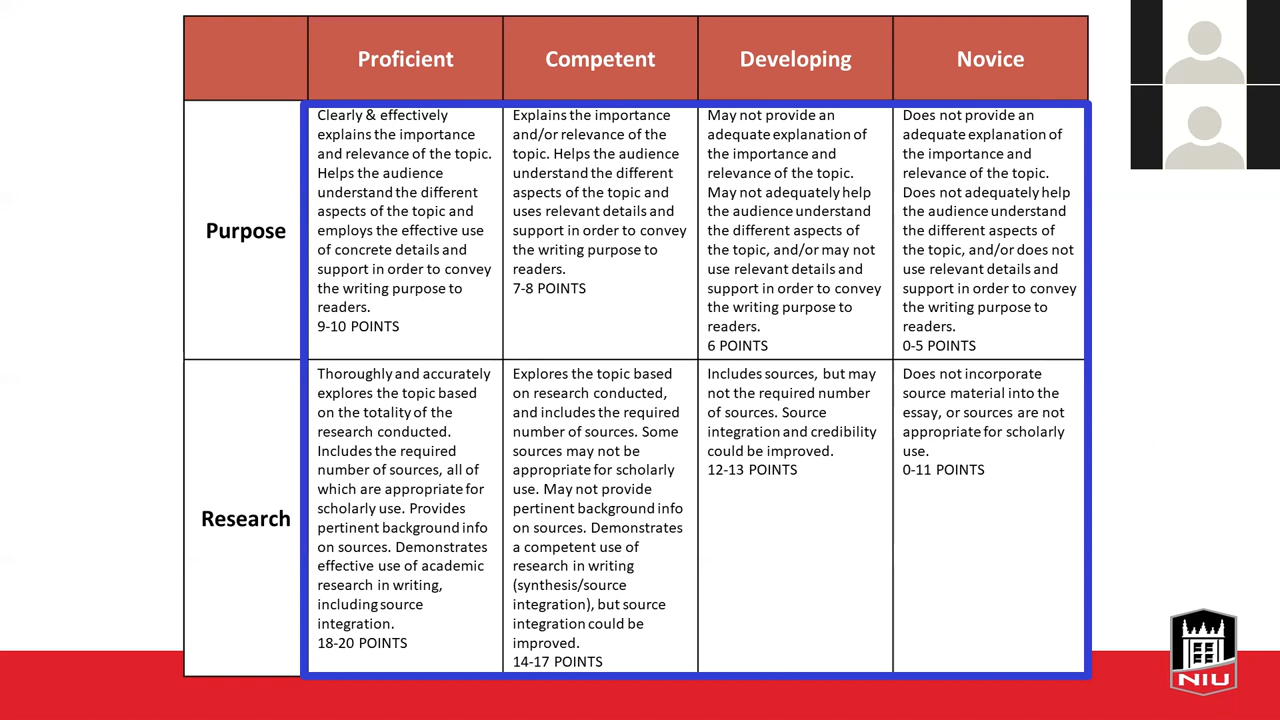 Proficient
Competent
Developing
Novice
Purpose
Clearly & effectively
explains the importance
and relevance of the topic.
Helps the audience
understand the different
aspects of the topic and
employs the effective use
of concrete details and
support in order to convey
the writing purpose to
readers.
9-10 POINTS
Explains the importance
and/or relevance of the
topic. Helps the audience
understand the different
aspects of the topic and
uses relevant details and
support in order to convey
the writing purpose to
readers.
7-8 POINTS
May not provide an
adequate explanation of
the importance and
relevance of the topic.
May not adequately help
the audience understand
the different aspects of
the topic, and/or may not
use relevant details and
support in order to convey
the writing purpose to
readers.
6 POINTS
Does not provide an
adequate explanation of
the importance and
relevance of the topic.
Does not adequately help
the audience understand
the different aspects of
the topic, and/or does not
use relevant details and
support in order to convey
the writing purpose to
readers.
0-5 POINTS
Research
Thoroughly and accurately
explores the topic based
on the totality of the
research conducted.
Includes the required
number of sources, all of
which are appropriate for
scholarly use. Provides
pertinent background info
on sources. Demonstrates
effective use of academic
research in writing,
including source
integration.
18-20 POINTS
Explores the topic based
on research conducted,
and includes the required
number of sources. Some
sources may not be
appropriate for scholarly
use. May not provide
pertinent background info
on sources. Demonstrates
a competent use of
research in writing
(synthesis/source
integration), but source
integration could be
improved.
14-17 POINTS
Includes sources, but may
not the required number
of sources. Source
integration and credibility
could be improved.
12-13 POINTS
Does not incorporate
source material into the
essay, or sources are not
appropriate for scholarly
use.
0-11 POINTS
NIU